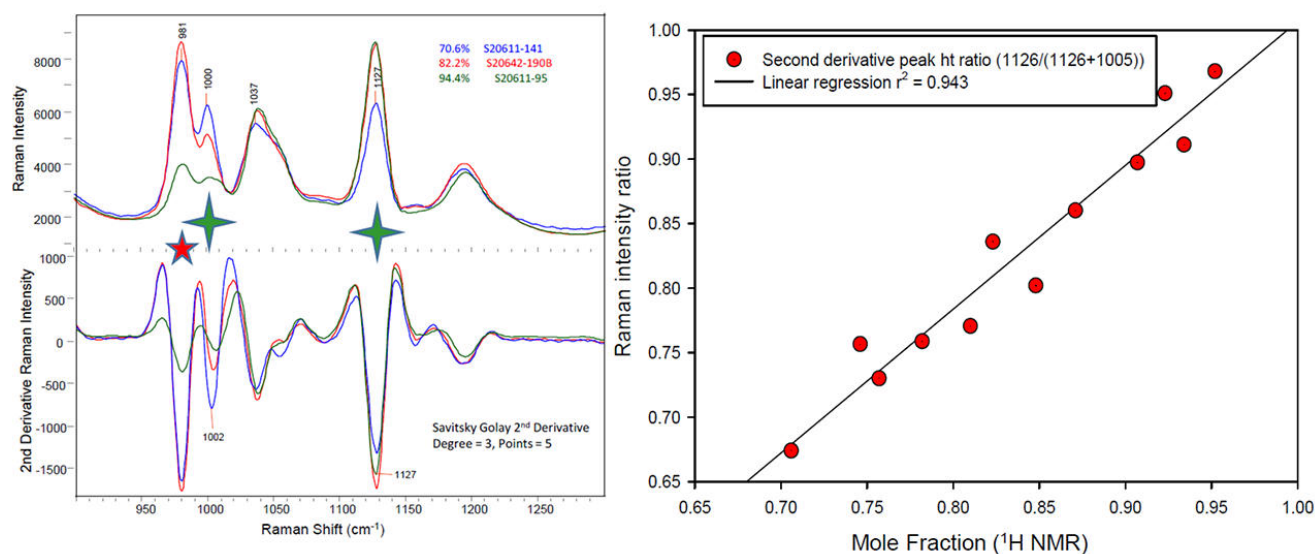 981
1000
1037
1127
70.6% S20611-141
82.2% S20642-190B
94.4% S20611-95
Raman Intensity
8000
6000
4000
2000
2nd Derivative Raman Intensity
1000
500
0
-500
-1000
-1500
1002
1127
Savitsky Golay 2nd Derivative
Degree = 3, Points = 5
950 1000 1050 1100 1150 1200 1250
Raman Shift (cm-1)
Second derivative peak ht ratio (1126/(1126+1005))
Linear regression r² = 0.943
Raman intensity ratio
1.00
0.95
0.90
0.85
0.80
0.75
0.70
0.65
0.65 0.70 0.75 0.80 0.85 0.90 0.95 1.00
Mole Fraction (¹H NMR)